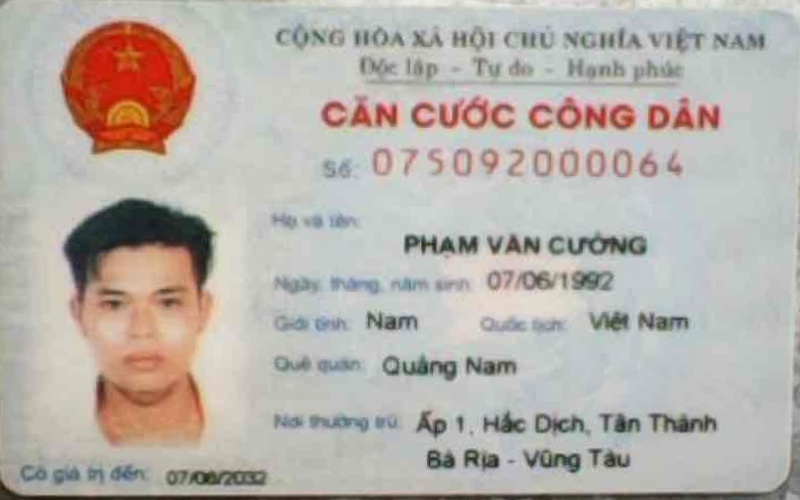 CỘNG HÒA XÃ HỘI CHỦ NGHĨA VIỆT NAM
Độc lập - Tự do - Hạnh phúc
CĂN CƯỚC CÔNG DÂN
Số: 075092000064
Họ và tên:
PHẠM VĂN CƯỜNG
Ngày, tháng, năm sinh: 07/06/1992
Giới tính: Nam Quốc tịch: Việt Nam
Quê quán: Quảng Nam
Nơi thường trú: Ấp 1, Hắc Dịch, Tân Thành
Bà Rịa - Vũng Tàu
Có giá trị đến: 07/06/2032